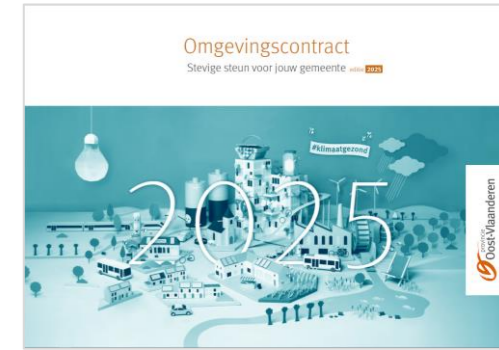 Omgevingscontract
Stevige steun voor jouw gemeente editie 2025
#klimaatgezond
2025
provincie
Oost-Vlaanderen